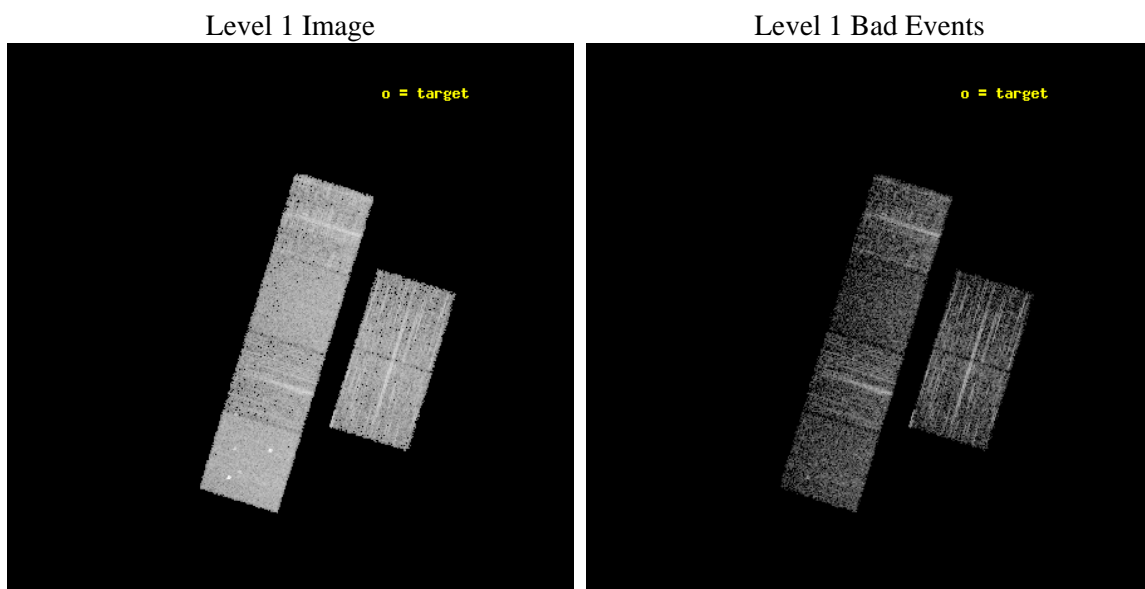 Level 1 Image
Level 1 Bad Events
o = target
o = target